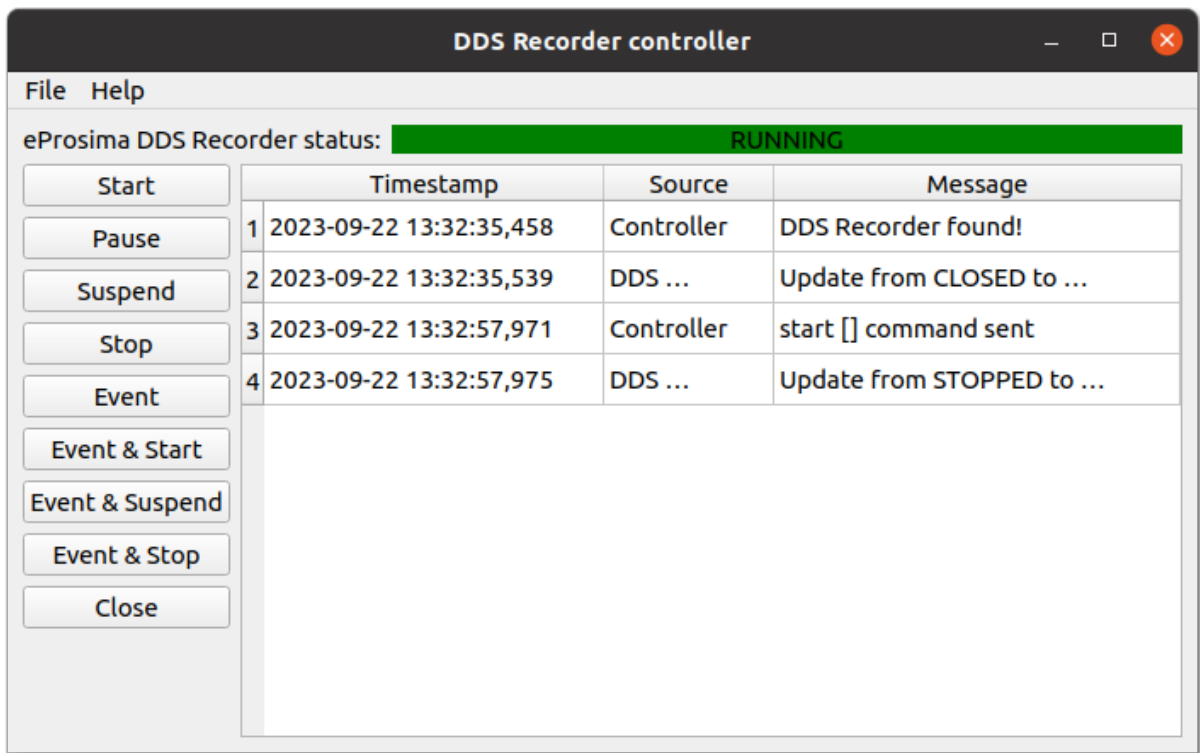 DDS Recorder controller
File Help
eProsima DDS Recorder status: RUNNING
Start
Pause
Suspend
Stop
Event
Event & Start
Event & Suspend
Event & Stop
Close
Timestamp Source Message
1 2023-09-22 13:32:35,458 Controller DDS Recorder found!
2 2023-09-22 13:32:35,539 DDS ... Update from CLOSED to ...
3 2023-09-22 13:32:57,971 Controller start [] command sent
4 2023-09-22 13:32:57,975 DDS ... Update from STOPPED to ...